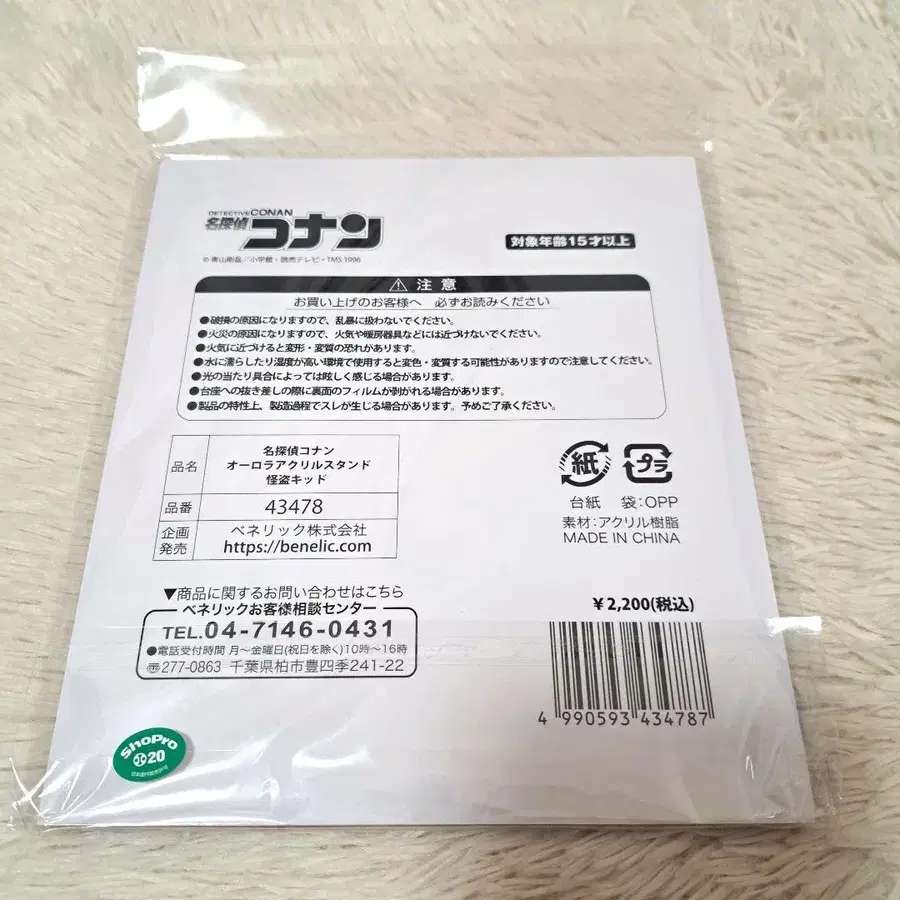 DETECTIVE CONAN
名探偵コナン
© 青山剛昌／小学館・読売テレビ・TMS 1996
対象年齢15才以上
⚠ 注意
お買い上げのお客様へ 必ずお読みください
●破損の原因になりますので、乱暴に扱わないでください。
●火災の原因になりますので、火気や暖房器具などには近づけないでください。
●火気に近づけると変形・変質の恐れがあります。
●水に濡らしたり湿度が高い環境で使用すると変色・変質する可能性がありますので注意してください。
●光の当たり具合によっては眩しく感じる場合があります。
●台座への抜き差しの際に裏面のフィルムが剥がれる場合があります。
●製品の特性上、製造過程でスレが生じる場合があります。予めご了承ください。
品名
名探偵コナン
オーロラアクリルスタンド
怪盗キッド
品番 43478
企画
発売
ベネリック株式会社
https://benelic.com
紙 プラ
台紙 袋:OPP
素材:アクリル樹脂
MADE IN CHINA
▼商品に関するお問い合わせはこちら
ベネリックお客様相談センター
TEL.04-7146-0431
●電話受付時間 月～金曜日(祝日を除く)10時～16時
〒277-0863 千葉県柏市豊四季241-22
¥2,200(税込)
4 990593 434787
ShoPro
20
日本国内販売許可